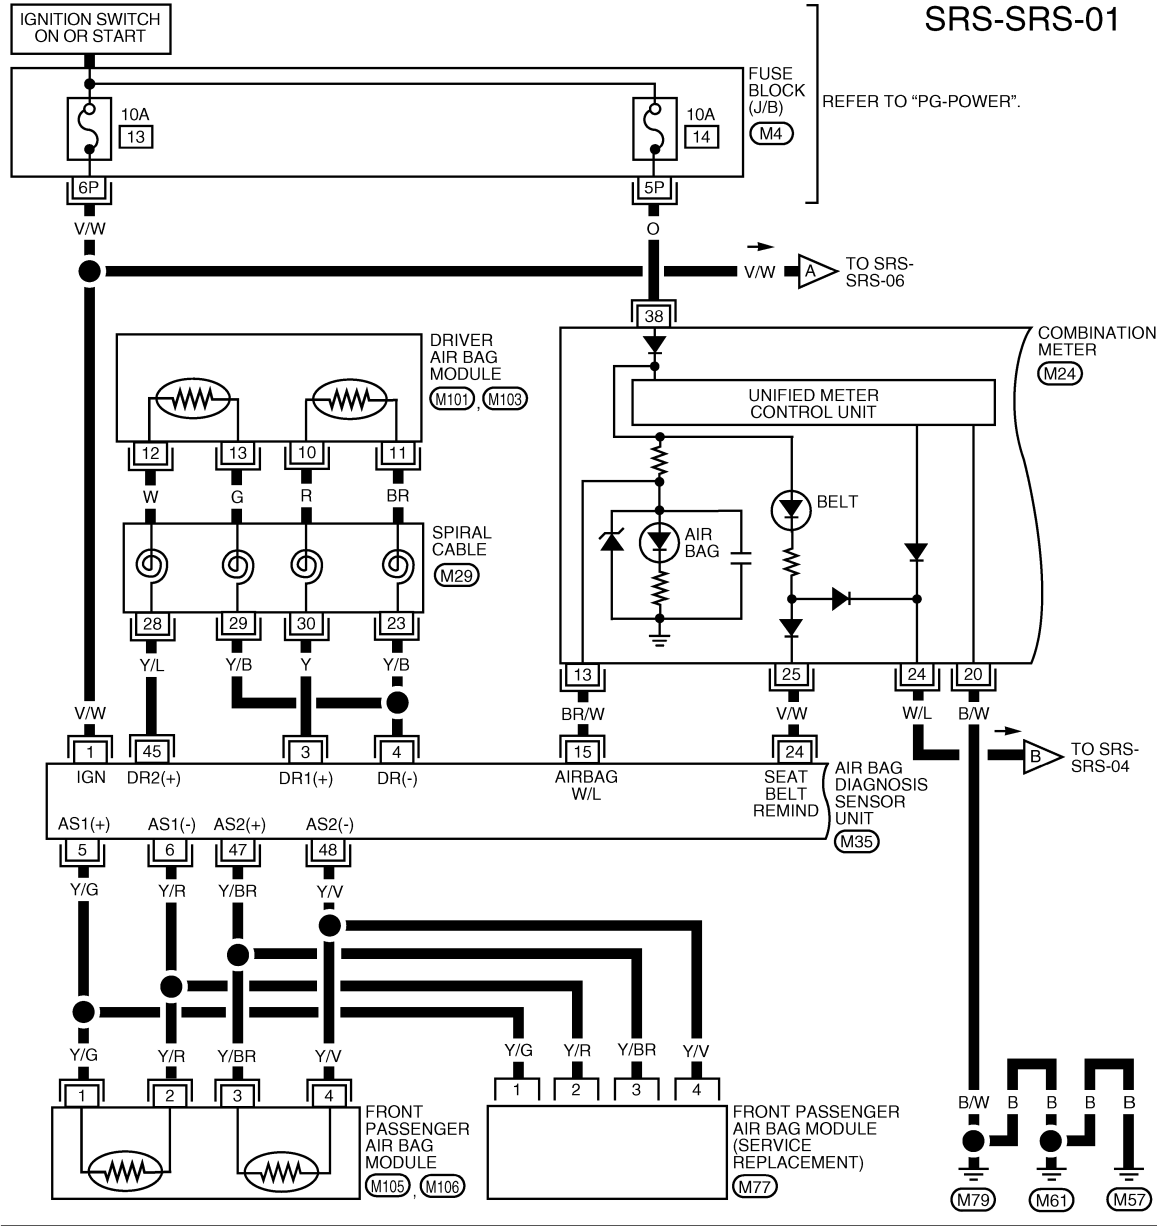 SRS-SRS-01
IGNITION SWITCH
ON OR START
FUSE
BLOCK
(J/B)
M4
REFER TO “PG-POWER”.
10A
13
10A
14
6P
5P
V/W
O
V/W
A
TO SRS-
SRS-06
38
COMBINATION
METER
M24
DRIVER
AIR BAG
MODULE
M101 , M103
UNIFIED METER
CONTROL UNIT
12
13
10
11
W
G
R
BR
BELT
AIR
BAG
SPIRAL
CABLE
M29
28
29
30
23
Y/L
Y/B
Y
Y/B
13
25
24
20
BR/W
V/W
W/L
B/W
V/W
1
45
3
4
15
24
B
TO SRS-
SRS-04
IGN
DR2(+)
DR1(+)
DR(-)
AIRBAG
W/L
SEAT
BELT
REMIND
AIR BAG
DIAGNOSIS
SENSOR
UNIT
M35
AS1(+)
AS1(-)
AS2(+)
AS2(-)
5
6
47
48
Y/G
Y/R
Y/BR
Y/V
Y/G
Y/R
Y/BR
Y/V
Y/G
Y/R
Y/BR
Y/V
1
2
3
4
1
2
3
4
FRONT
PASSENGER
AIR BAG
MODULE
M105 , M106
FRONT PASSENGER
AIR BAG MODULE
(SERVICE
REPLACEMENT)
M77
B/W
B
B
B
B
M79
M61
M57